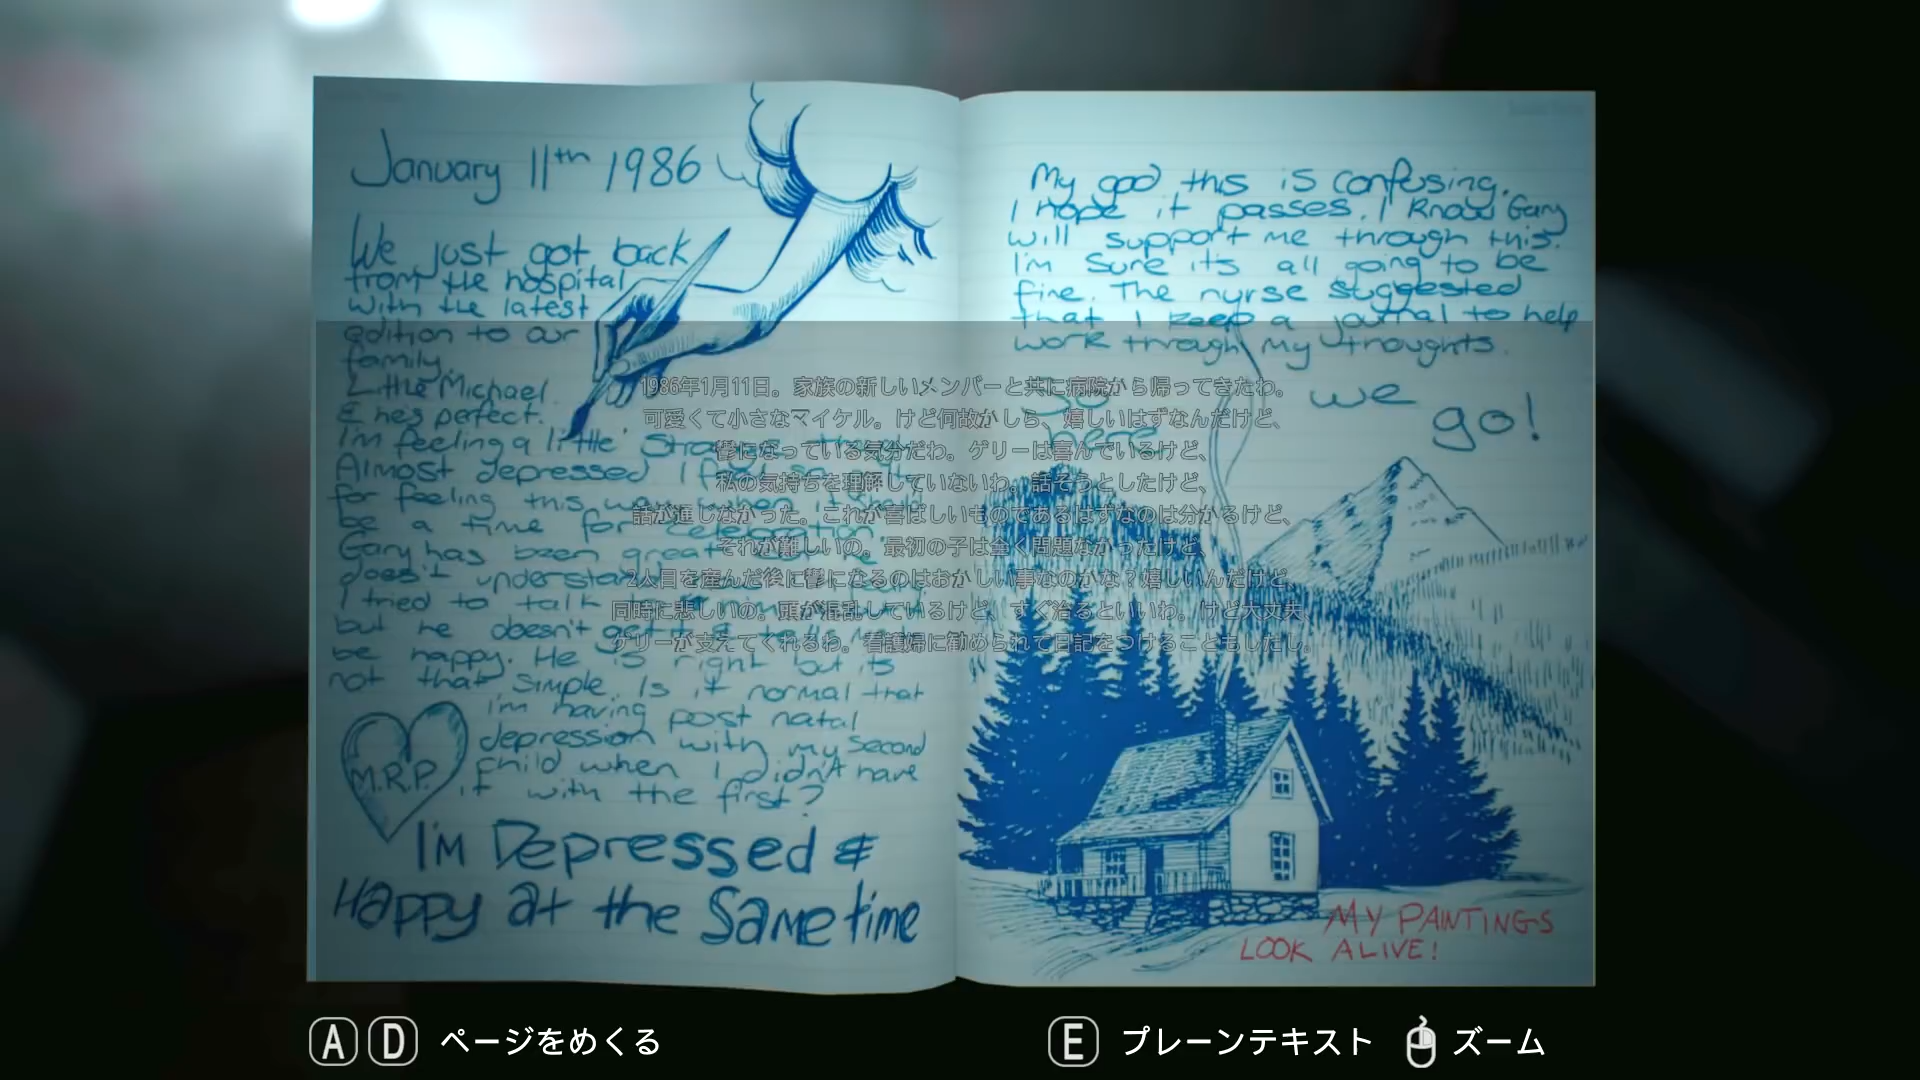 January 11th 1986
We just got back
from the hospital
with the latest
edition to our
family.
Little Michael
& he's perfect.
I'm feeling a little
Almost depressed I
for feeling this way when I should
be a time for celebration.
Gary has been great
doesn't understand
I tried to talk to
but he doesn't get it
be happy. He is right but its
not that simple. Is it normal that
i'm having post natal
depression with my second
child when I didn't have
it with the first?
M.R.P.
I'm Depressed &
Happy at the Same time
My god this is confusing.
I hope it passes. I know Gary
will support me through this.
I'm sure it's all going to be
fine. The nurse suggested
that I keep a journal to help
work through my thoughts.
So
here
we
go!
MY PAINTINGS
LOOK ALIVE!
1986年1月11日。家族の新しいメンバーと共に病院から帰ってきたわ。
可愛くて小さなマイケル。けど何故かしら、嬉しいはずなんだけど、
鬱になっている気分だわ。ゲリーは喜んでいるけど、
私の気持ちを理解していないわ。話そうとしたけど、
話が通じなかった。これが喜ばしいものであるはずなのは分かるけど、
それが難しいの。最初の子は全く問題なかったけど、
2人目を産んだ後に鬱になるのはおかしい事なのかな?嬉しいんだけど、
同時に悲しいの。頭が混乱しているけど、すぐ治るといいわ。けど大丈夫、
ゲリーが支えてくれるわ。看護婦に勧められて日記をつけることもしたし。
A D ページをめくる
E プレーンテキスト ズーム